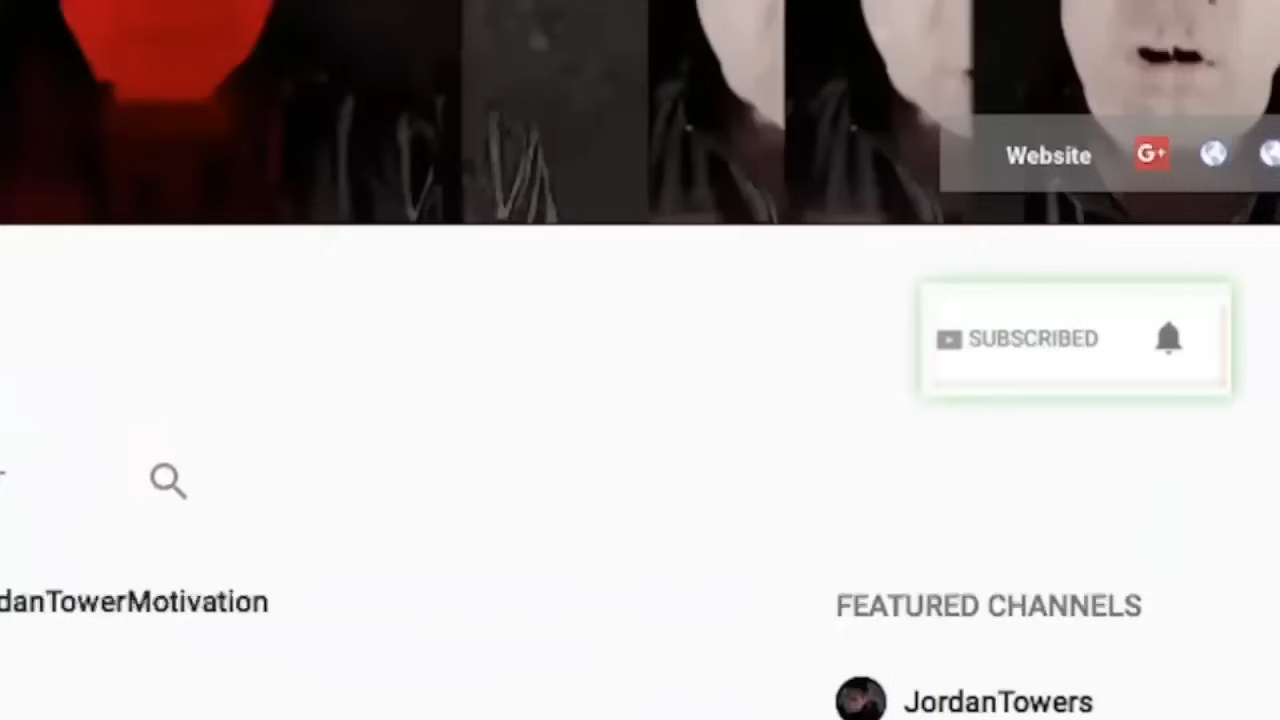 Website G+
SUBSCRIBED
danTowerMotivation
FEATURED CHANNELS
JordanTowers